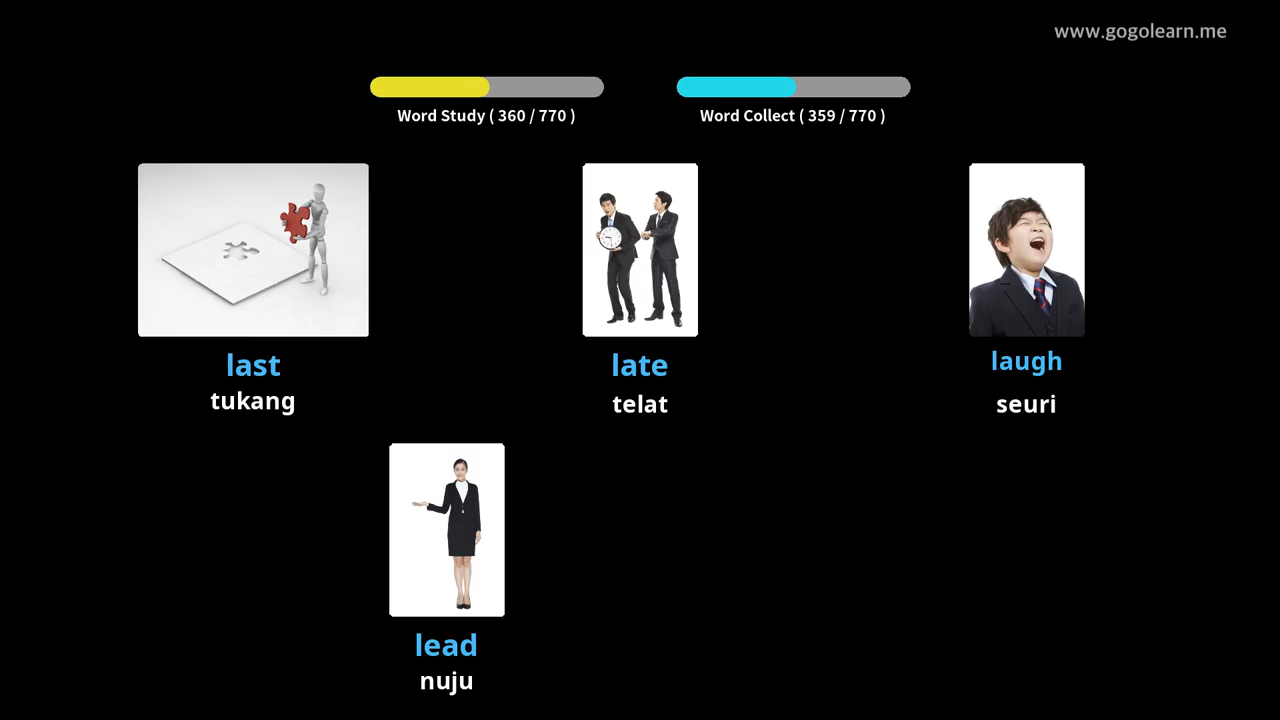 www.gogolearn.me
Word Study ( 360 / 770 )
Word Collect ( 359 / 770 )
last
tukang
late
telat
laugh
seuri
lead
nuju